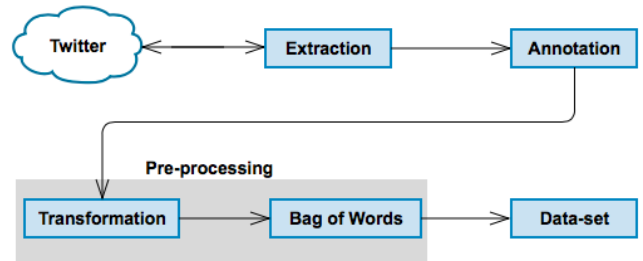 Twitter
Extraction
Annotation
Pre-processing
Transformation
Bag of Words
Data-set